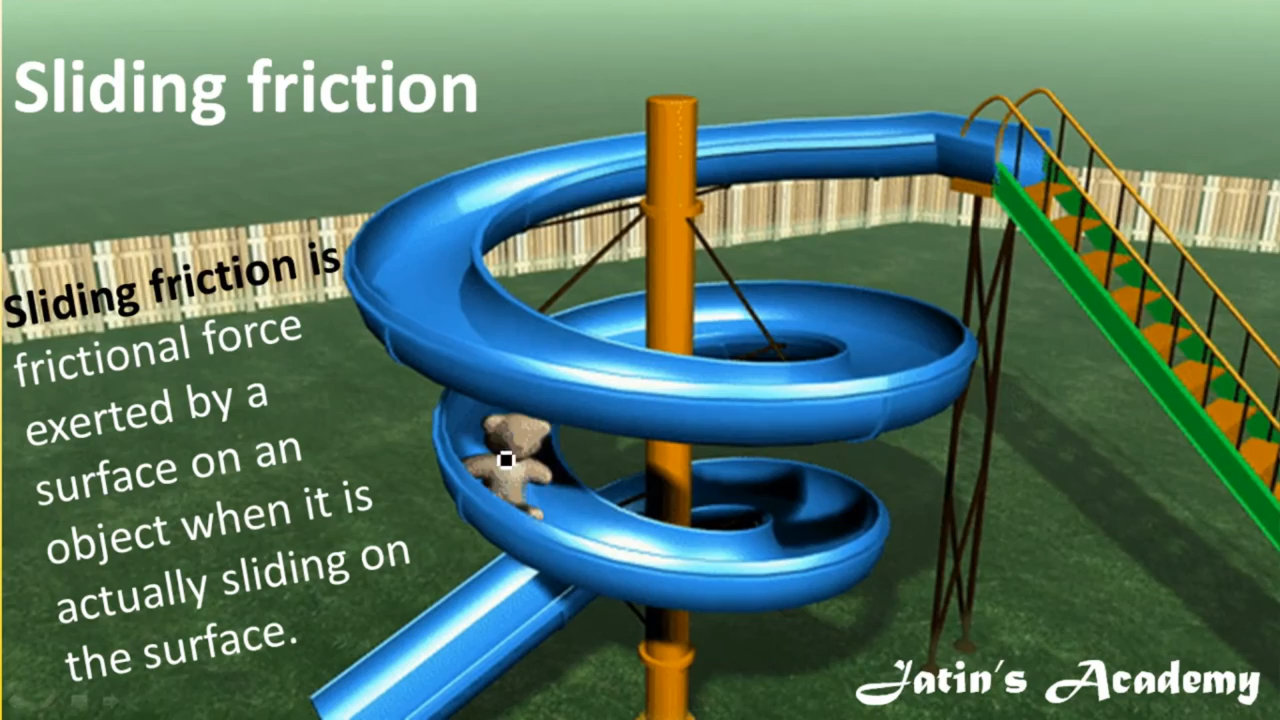 Sliding friction
Sliding friction is
frictional force
exerted by a
surface on an
object when it is
actually sliding on
the surface.
Jatin's Academy